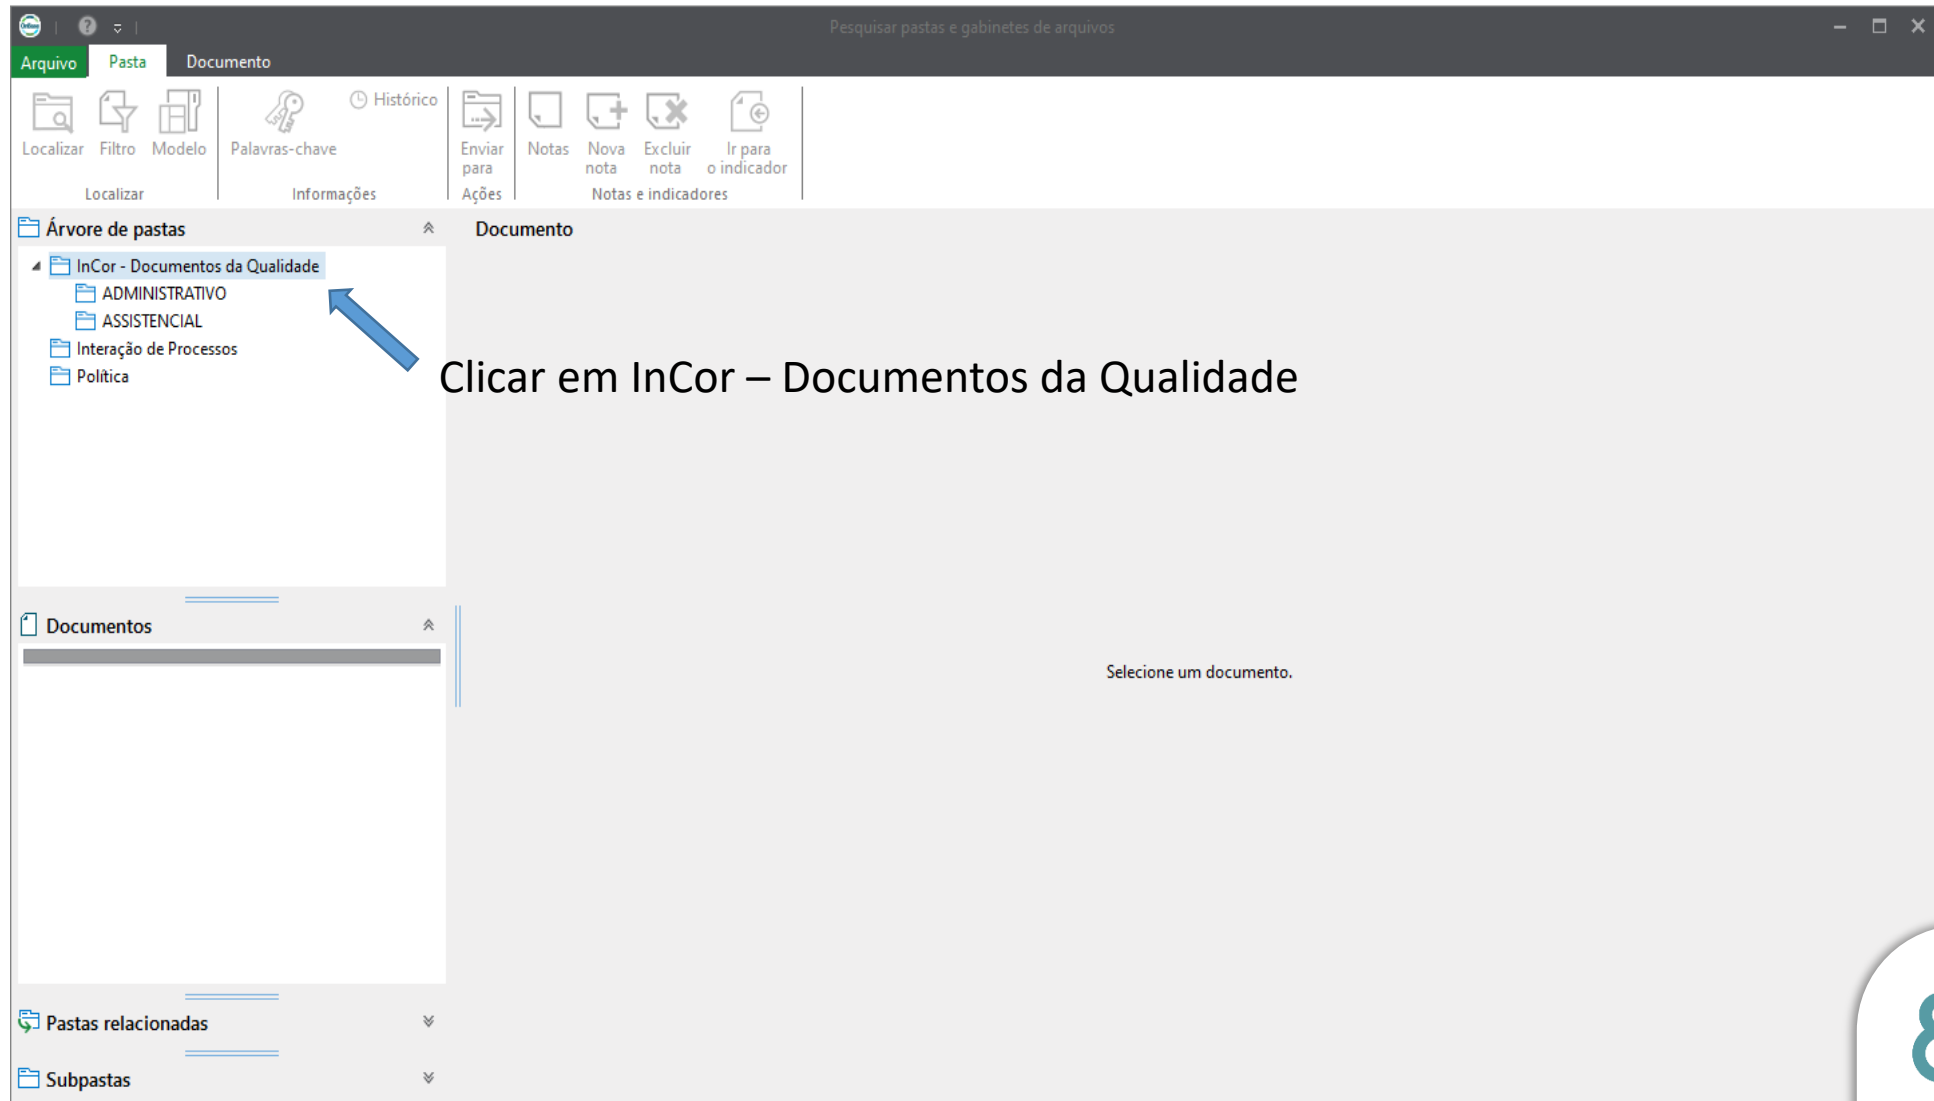 OnBase
Pesquisar pastas e gabinetes de arquivos
Arquivo Pasta Documento
Histórico
Localizar Filtro Modelo Palavras-chave Enviar para Notas Nova nota Excluir nota Ir para o indicador
Localizar Informações Ações Notas e indicadores
Árvore de pastas
Documento
InCor - Documentos da Qualidade
ADMINISTRATIVO
ASSISTENCIAL
Interação de Processos
Política
Clicar em InCor – Documentos da Qualidade
Documentos
Selecione um documento.
Pastas relacionadas
Subpastas
8